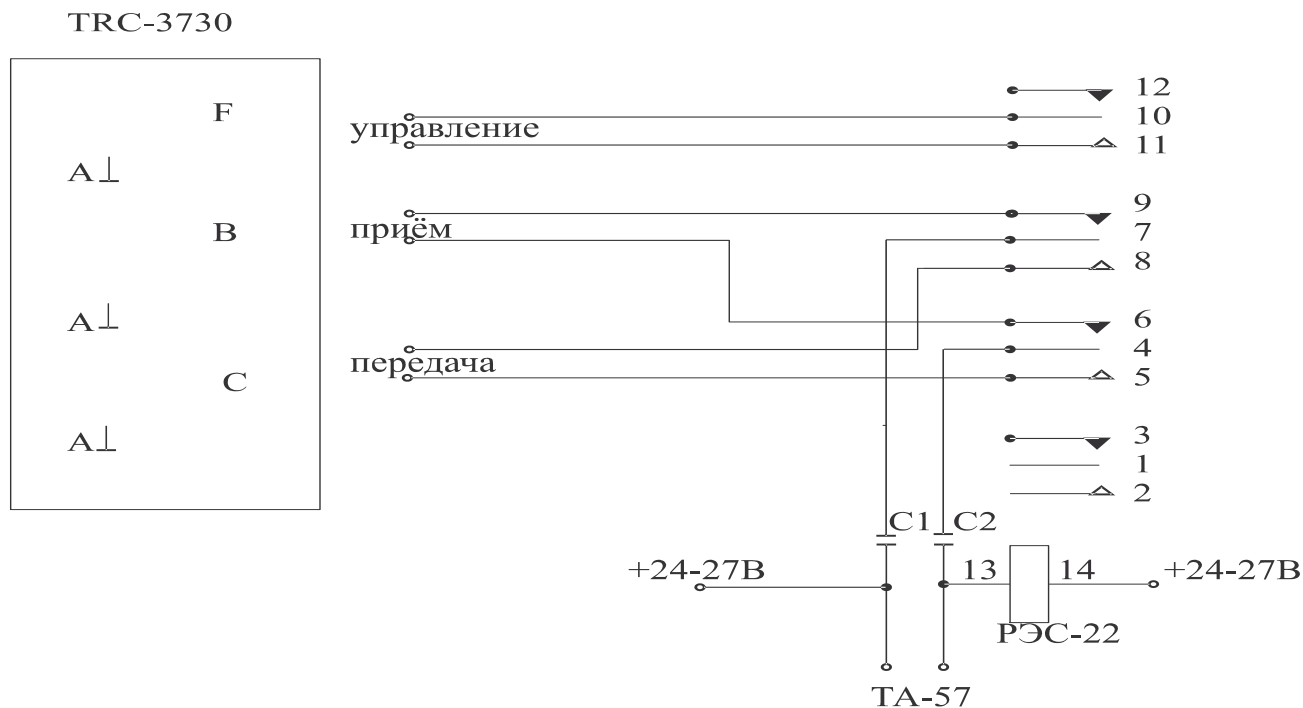 TRC-3730
F
управление
A
B
приём
A
C
передача
A
12
10
11
9
7
8
6
4
5
3
1
2
C1 C2
+24-27В 13 14 +24-27В
РЭС-22
ТА-57